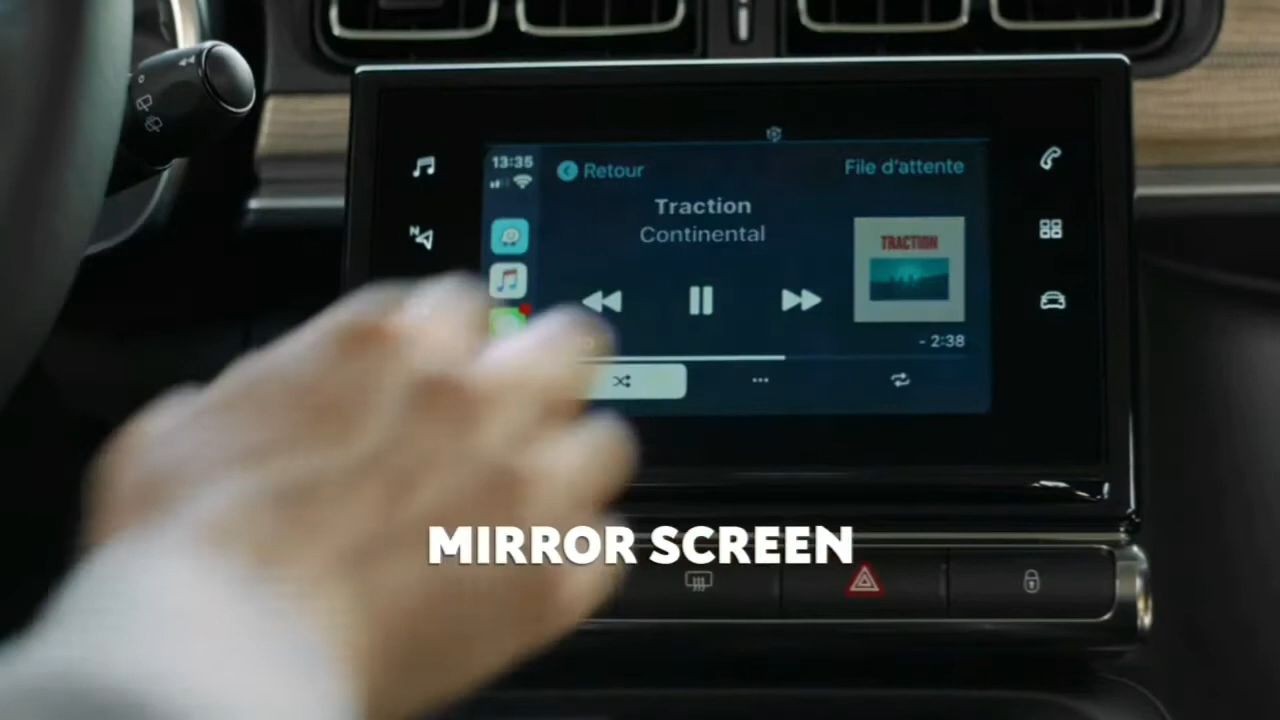 13:35
Retour
File d'attente
Traction
Continental
TRACTION
- 2:38
N
MIRROR SCREEN